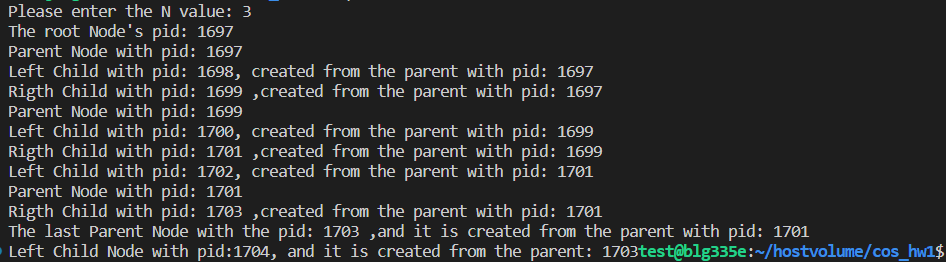 Please enter the N value: 3
The root Node's pid: 1697
Parent Node with pid: 1697
Left Child with pid: 1698, created from the parent with pid: 1697
Rigth Child with pid: 1699 ,created from the parent with pid: 1697
Parent Node with pid: 1699
Left Child with pid: 1700, created from the parent with pid: 1699
Rigth Child with pid: 1701 ,created from the parent with pid: 1699
Left Child with pid: 1702, created from the parent with pid: 1701
Parent Node with pid: 1701
Rigth Child with pid: 1703 ,created from the parent with pid: 1701
The last Parent Node with the pid: 1703 ,and it is created from the parent with pid: 1701
Left Child Node with pid:1704, and it is created from the parent: 1703test@blg335e:~/hostvolume/cos_hw1$